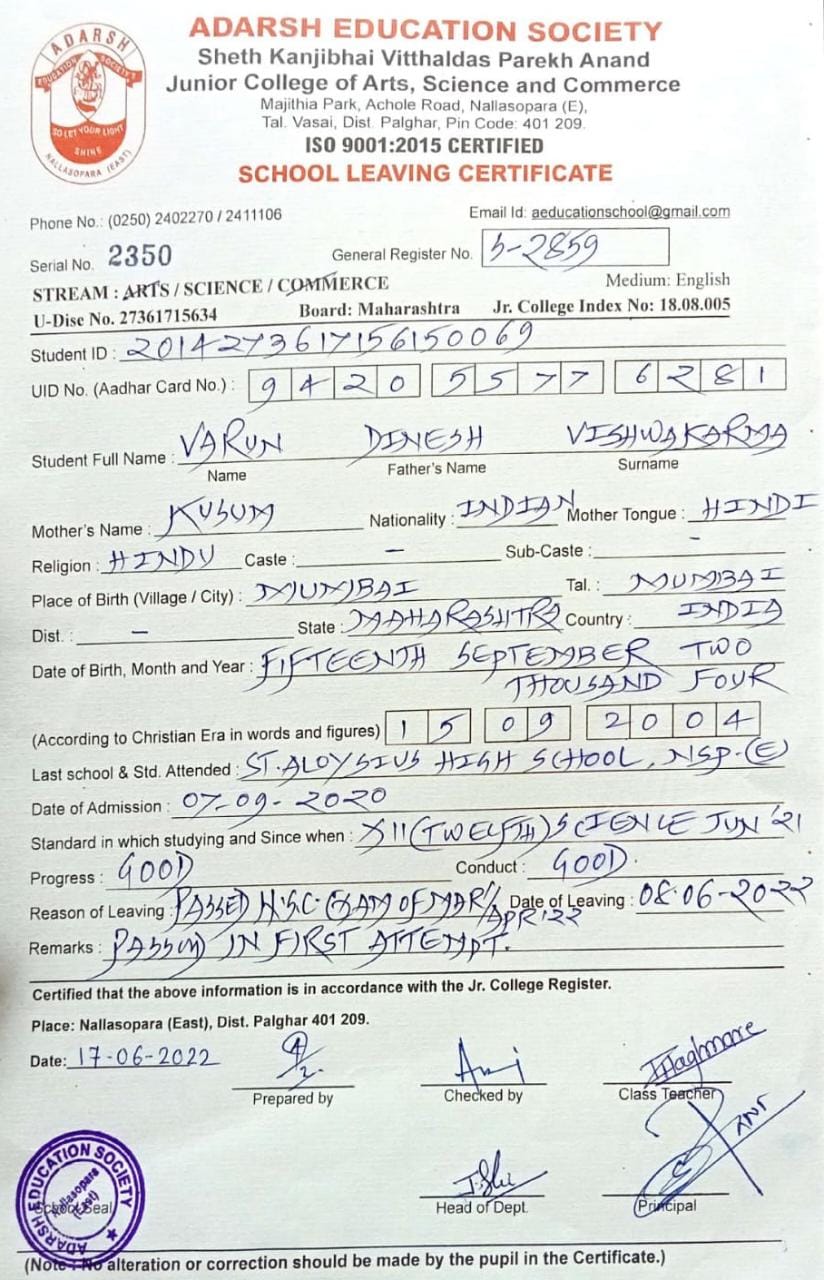 ADARSH
EDUCATION SOCIETY
SO LET YOUR LIGHT
SHINE
NALLASOPARA (EAST)
ADARSH EDUCATION SOCIETY
Sheth Kanjibhai Vitthaldas Parekh Anand
Junior College of Arts, Science and Commerce
Majithia Park, Achole Road, Nallasopara (E),
Tal. Vasai, Dist. Palghar, Pin Code: 401 209.
ISO 9001:2015 CERTIFIED
SCHOOL LEAVING CERTIFICATE
Phone No.: (0250) 2402270 / 2411106 Email Id: aeducationschool@gmail.com
Serial No. 2350 General Register No. 5-2859
STREAM : ARTS / SCIENCE / COMMERCE Medium: English
U-Disc No. 27361715634 Board: Maharashtra Jr. College Index No: 18.08.005
Student ID : 2014273617156150069
UID No. (Aadhar Card No.) : 9420 5577 6281
Student Full Name : VARUN DINESH VISHWAKARMA
Name Father's Name Surname
Mother's Name : KUSUM Nationality : INDIAN Mother Tongue : HINDI
Religion : HINDU Caste : – Sub-Caste : –
Place of Birth (Village / City) : MUMBAI Tal. : MUMBAI
Dist. : – State : MAHARASHTRA Country : INDIA
Date of Birth, Month and Year : FIFTEENTH SEPTEMBER TWO
THOUSAND FOUR
(According to Christian Era in words and figures) 15 09 2004
Last school & Std. Attended : ST. ALOYSIUS HIGH SCHOOL, NSP.(E)
Date of Admission : 07-09-2020
Standard in which studying and Since when : XII (TWELFTH) SCIENCE JUN '21
Progress : GOOD Conduct : GOOD.
Reason of Leaving : PASSED H.S.C. EXAM OF MAR/ Date of Leaving : 08.06-2022
APR '22
Remarks : PASSED IN FIRST ATTEMPT.
Certified that the above information is in accordance with the Jr. College Register.
Place: Nallasopara (East), Dist. Palghar 401 209.
Date: 17-06-2022
Prepared by Checked by Class Teacher
ADARSH EDUCATION SOCIETY
Nallasopara
(East)
School Seal Head of Dept. Principal
(Note : No alteration or correction should be made by the pupil in the Certificate.)